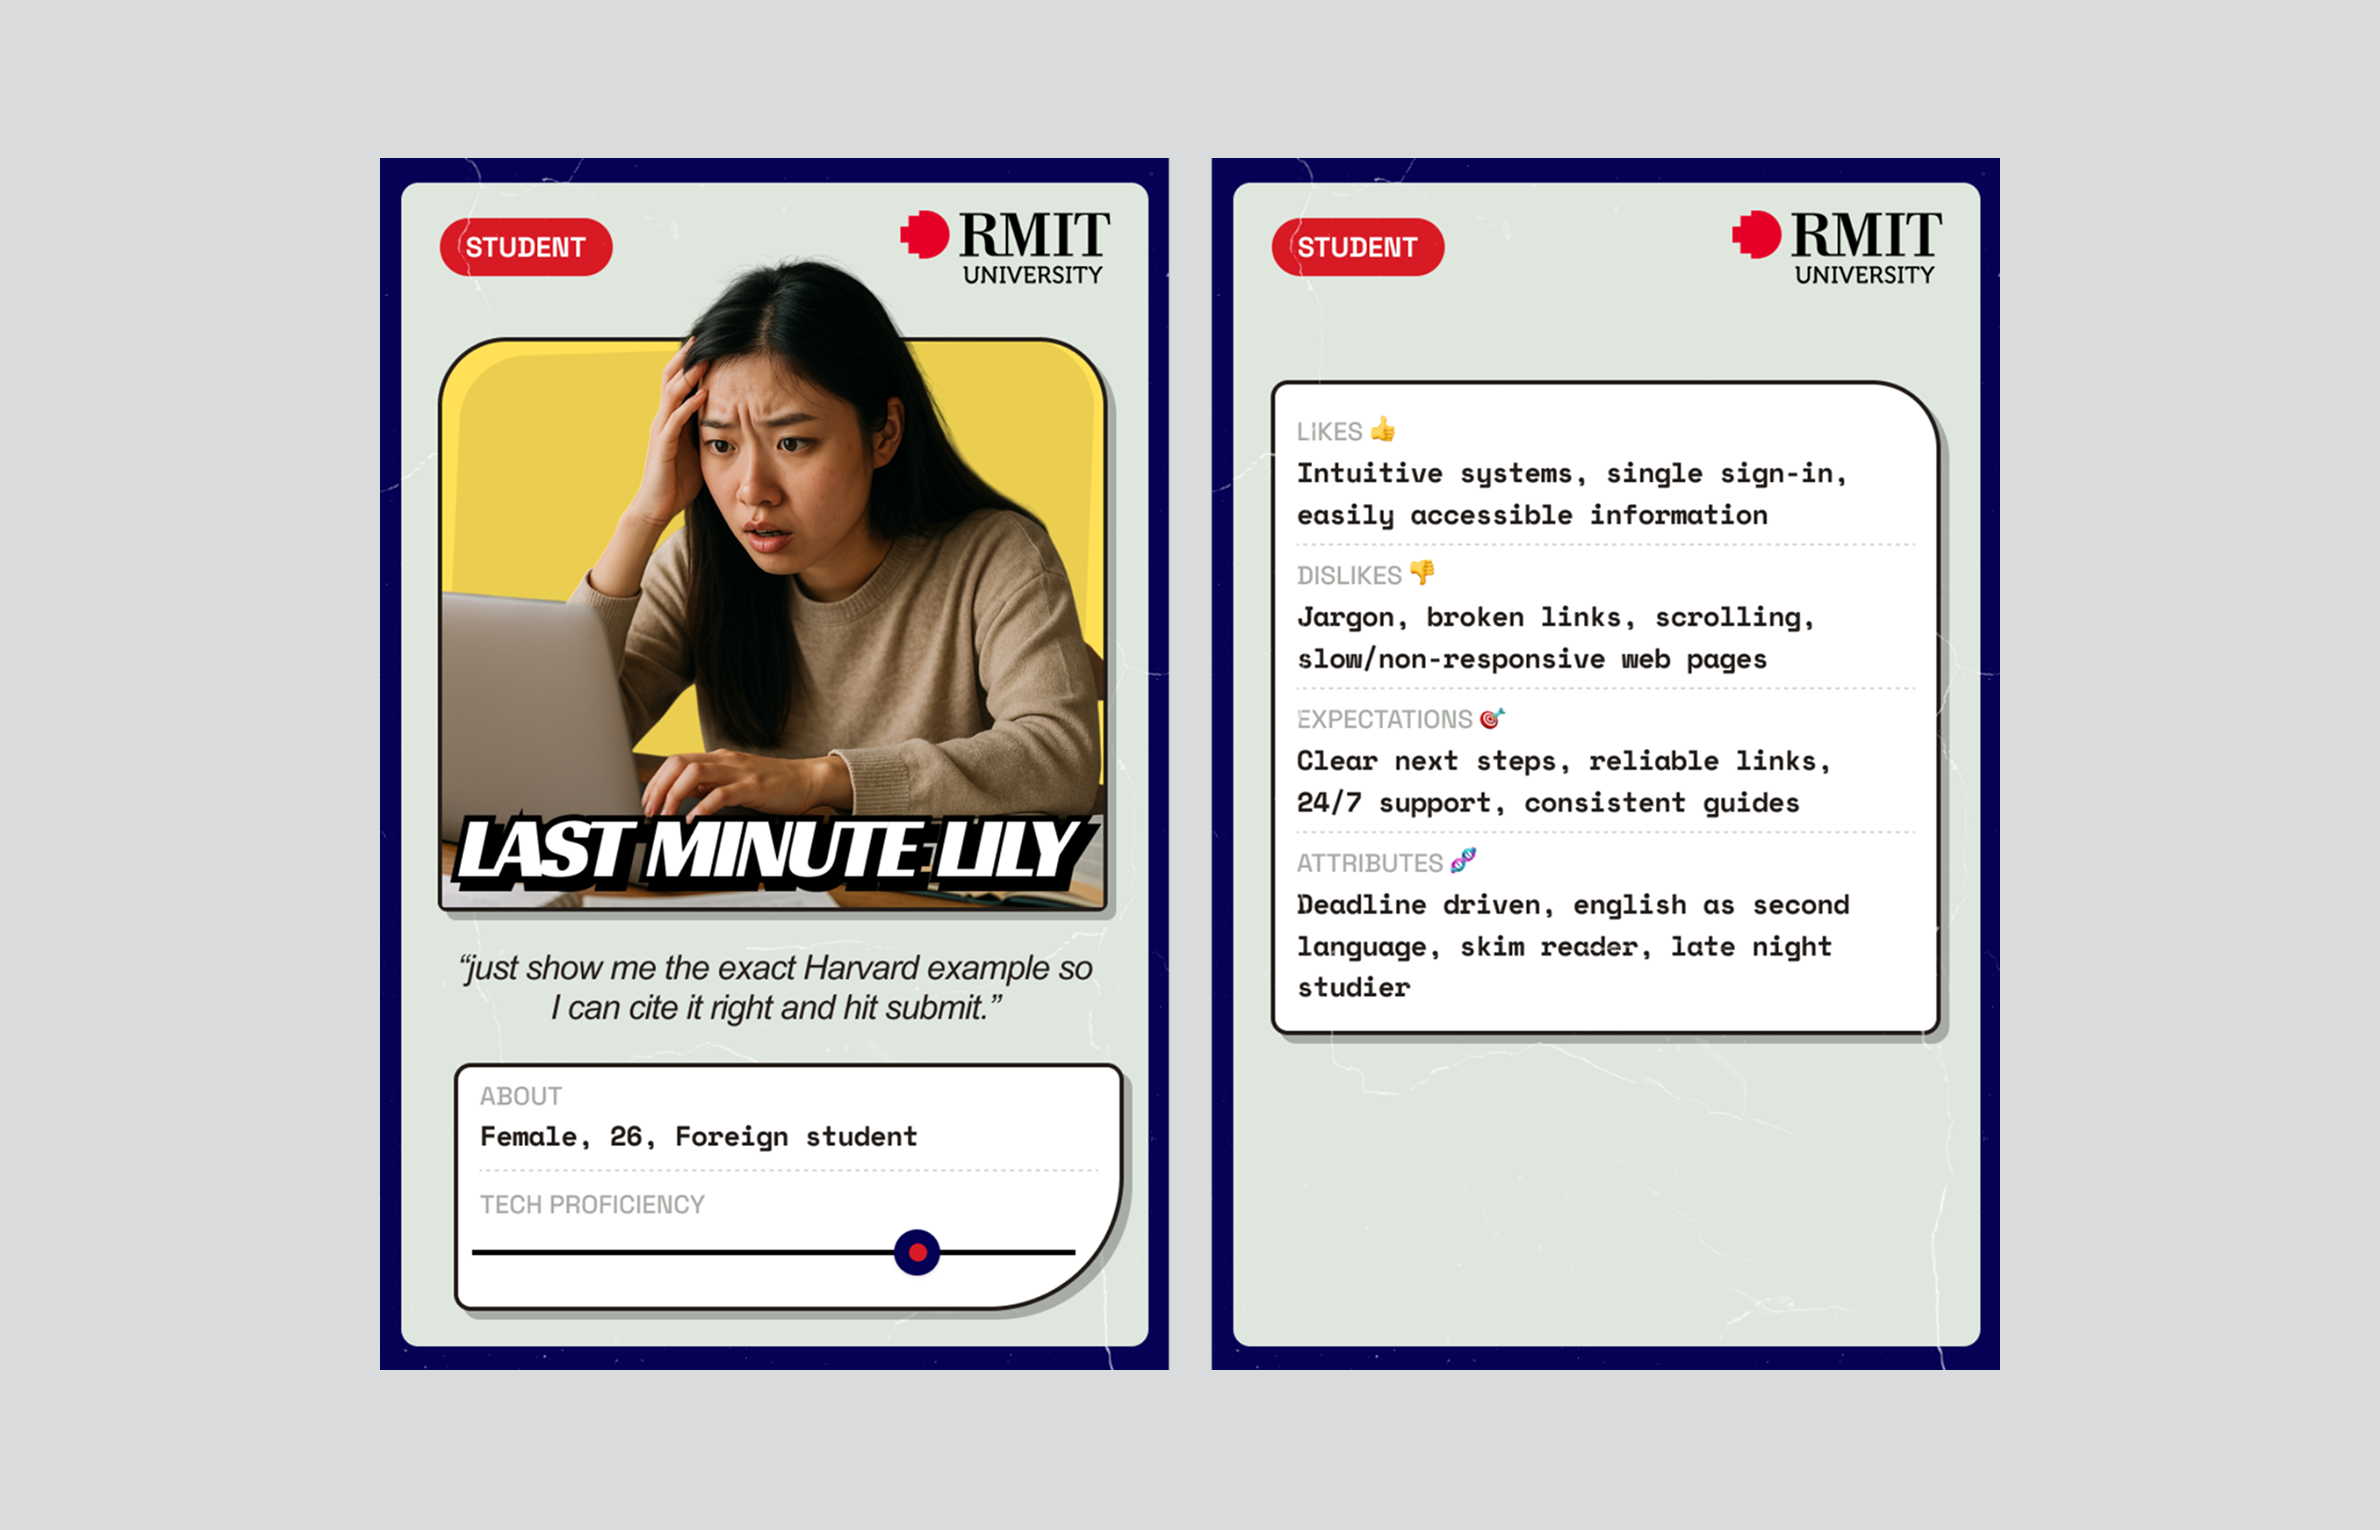 STUDENT
RMIT
UNIVERSITY
LAST MINUTE LILY
“just show me the exact Harvard example so
I can cite it right and hit submit.”
ABOUT
Female, 26, Foreign student
TECH PROFICIENCY
STUDENT
RMIT
UNIVERSITY
LIKES 👍
Intuitive systems, single sign-in,
easily accessible information
DISLIKES 👎
Jargon, broken links, scrolling,
slow/non-responsive web pages
EXPECTATIONS 🎯
Clear next steps, reliable links,
24/7 support, consistent guides
ATTRIBUTES 🧬
Deadline driven, english as second
language, skim reader, late night
studier